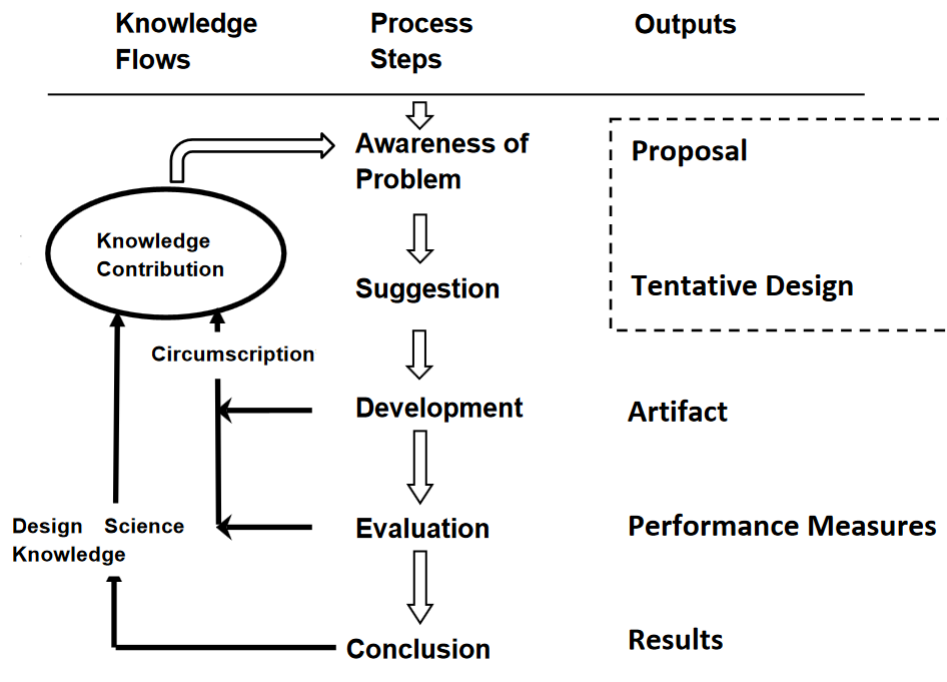 Knowledge
Flows
Process
Steps
Outputs
Awareness of
Problem
Proposal
Knowledge
Contribution
Suggestion
Tentative Design
Circumscription
Development
Artifact
Design Science
Knowledge
Evaluation
Performance Measures
Conclusion
Results